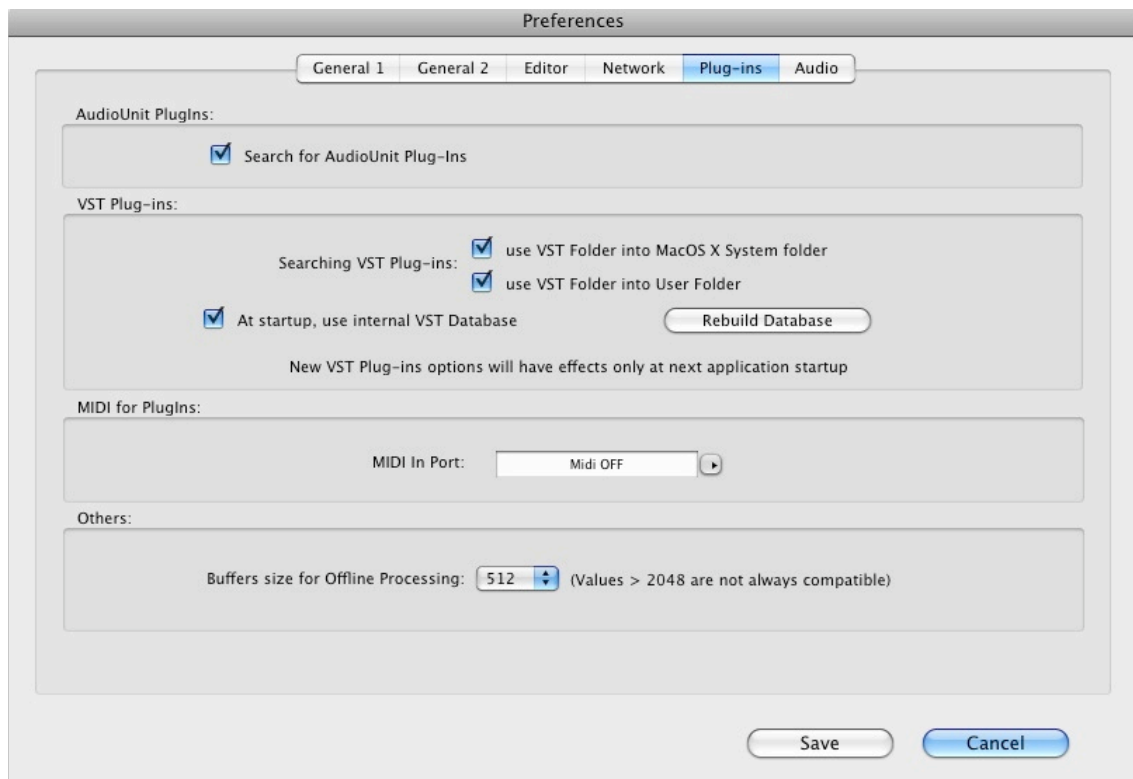 Preferences
General 1 General 2 Editor Network Plug-ins Audio
AudioUnit PlugIns:
Search for AudioUnit Plug-Ins
VST Plug-ins:
Searching VST Plug-ins:
use VST Folder into MacOS X System folder
use VST Folder into User Folder
At startup, use internal VST Database
Rebuild Database
New VST Plug-ins options will have effects only at next application startup
MIDI for PlugIns:
MIDI In Port: Midi OFF
Others:
Buffers size for Offline Processing: 512 (Values > 2048 are not always compatible)
Save Cancel